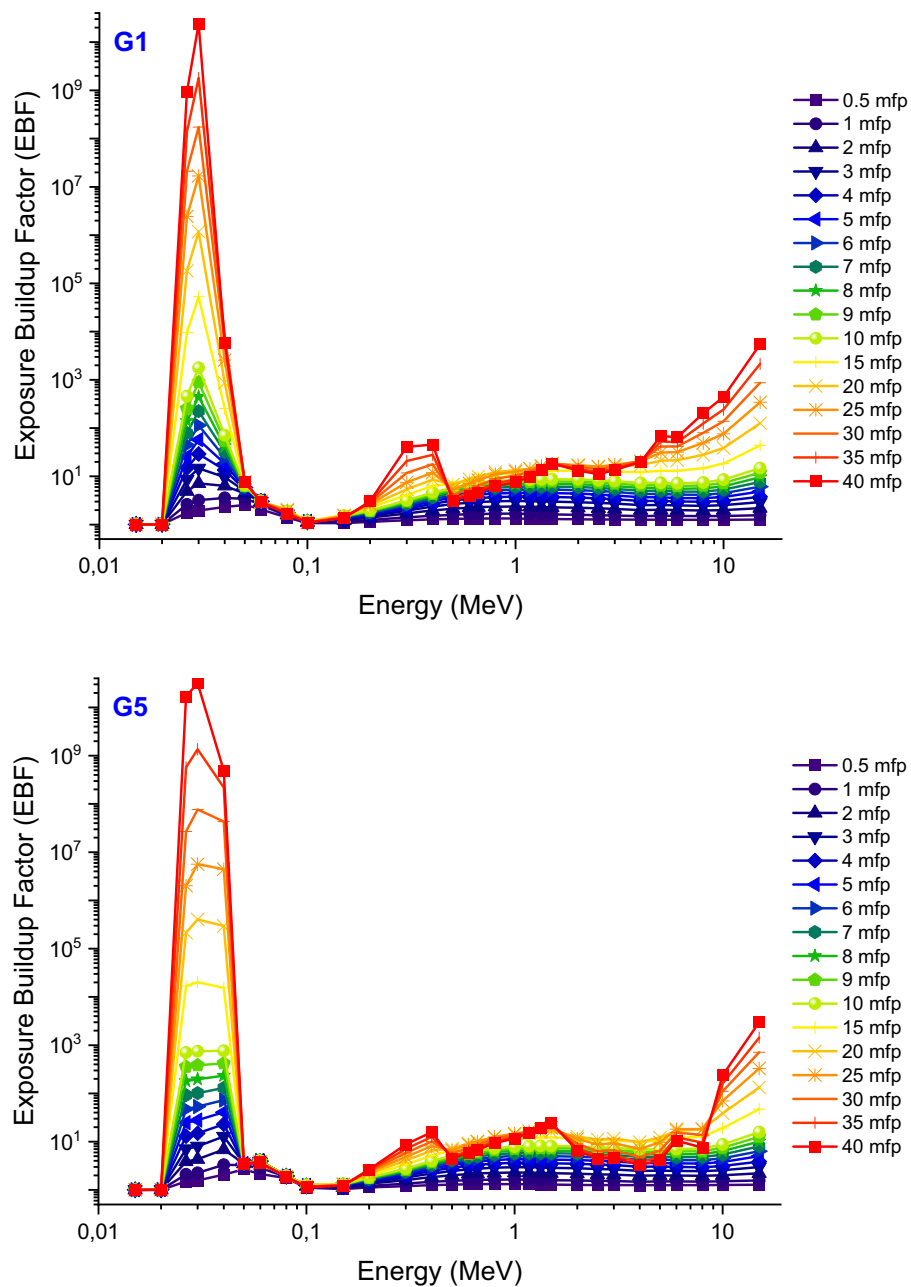 G1
Exposure Buildup Factor (EBF)
10^9
10^7
10^5
10^3
10^1
0,01
0,1
1
10
Energy (MeV)
0.5 mfp
1 mfp
2 mfp
3 mfp
4 mfp
5 mfp
6 mfp
7 mfp
8 mfp
9 mfp
10 mfp
15 mfp
20 mfp
25 mfp
30 mfp
35 mfp
40 mfp
G5
Exposure Buildup Factor (EBF)
10^9
10^7
10^5
10^3
10^1
0,01
0,1
1
10
Energy (MeV)
0.5 mfp
1 mfp
2 mfp
3 mfp
4 mfp
5 mfp
6 mfp
7 mfp
8 mfp
9 mfp
10 mfp
15 mfp
20 mfp
25 mfp
30 mfp
35 mfp
40 mfp